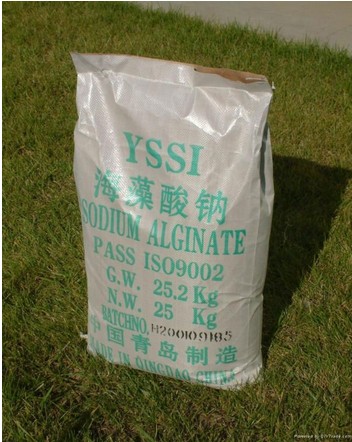 YSSI
海藻酸钠
SODIUM ALGINATE
PASS ISO9002
G.W. 25.2 Kg
N.W. 25 Kg
BATCHNO. H200109185
中国青岛制造
MADE IN QINGDAO CHINA